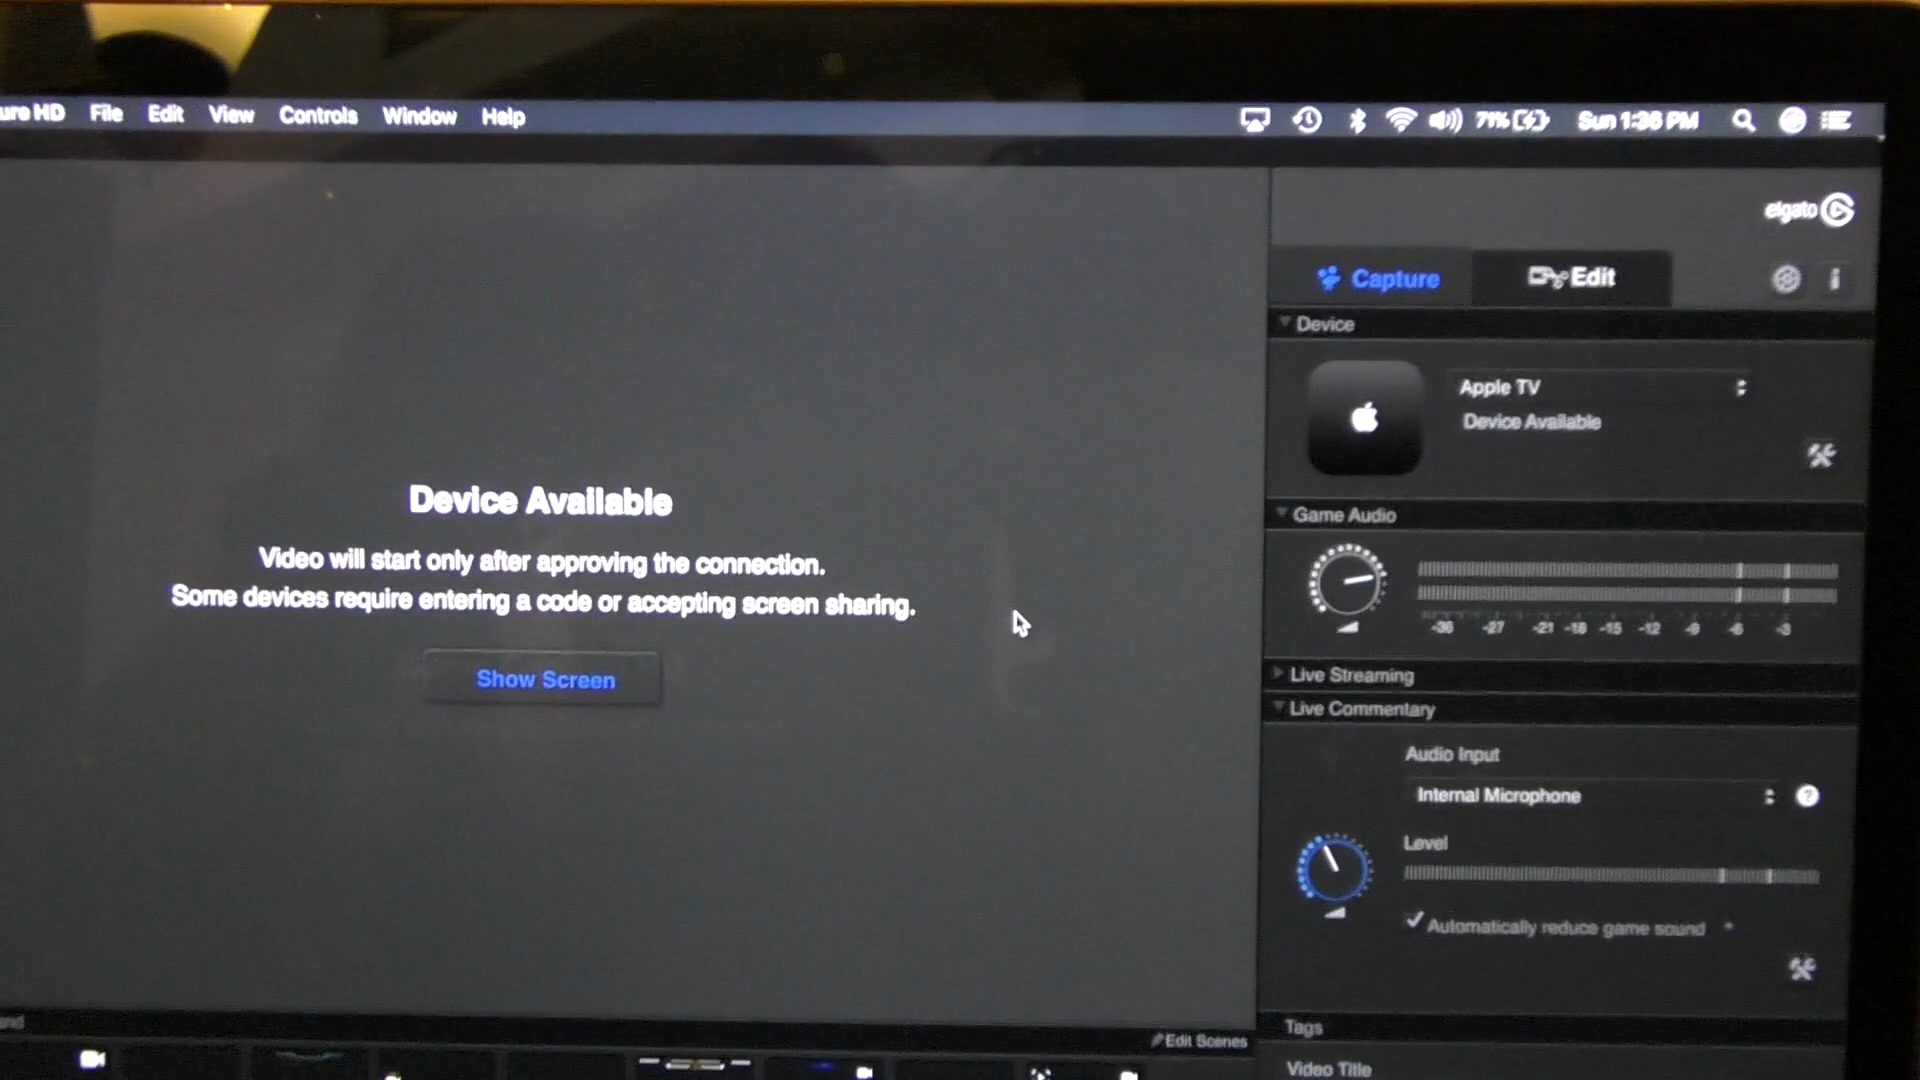 ure HD File Edit View Controls Window Help 71% Sun 1:36 PM
elgato
Capture Edit
Device
Apple TV
Device Available
Device Available
Video will start only after approving the connection.
Some devices require entering a code or accepting screen sharing.
Show Screen
Game Audio
-36 -27 -21 -18 -15 -12 -9 -6 -3
Live Streaming
Live Commentary
Audio Input
Internal Microphone
Level
Automatically reduce game sound
Edit Scenes
Tags
Video Title